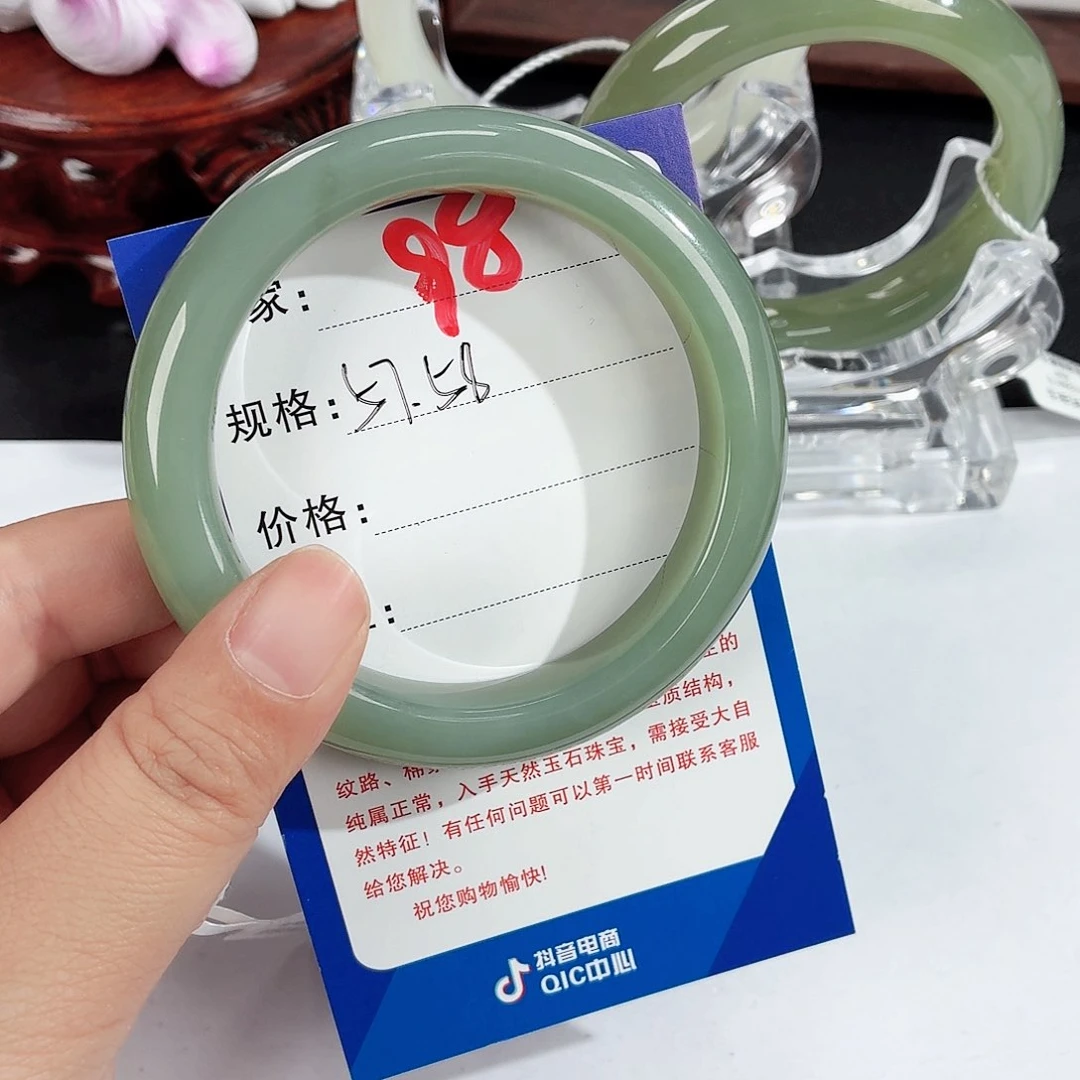 98
家：
规格：57.58
价格：
的
质结构，
纹路、棉
纯属正常，入手天然玉石珠宝，需接受大自
然特征！有任何问题可以第一时间联系客服
给您解决。
祝您购物愉快!
抖音电商
QIC中心